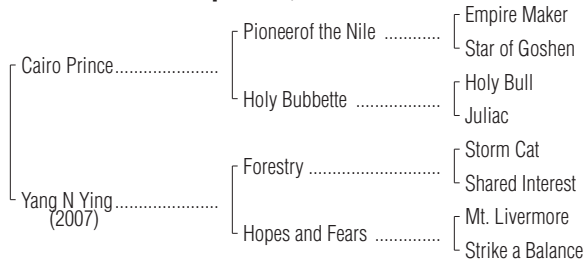 Empire Maker
Pioneerof the Nile ............
Star of Goshen
Cairo Prince.....................
Holy Bull
Holy Bubbette .................
Juliac
Storm Cat
Forestry ..........................
Shared Interest
Yang N Ying.....................
(2007)
Mt. Livermore
Hopes and Fears .............
Strike a Balance